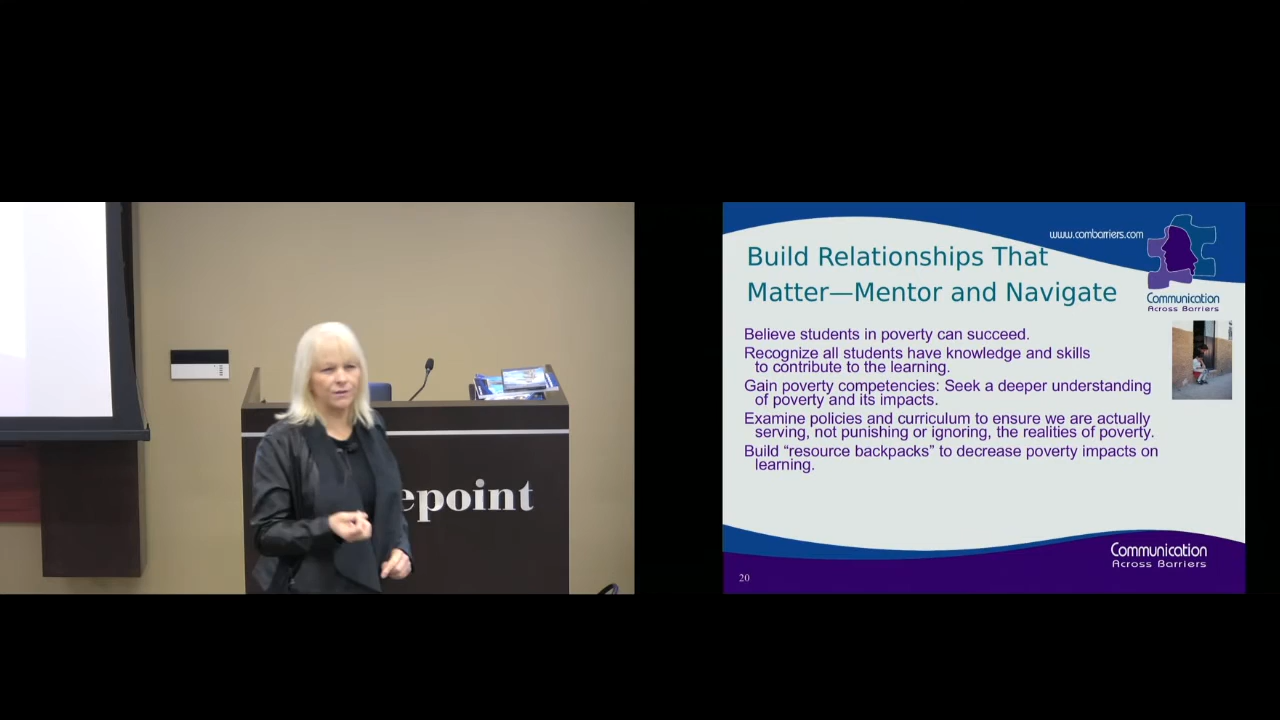 epoint
www.combarriers.com
Build Relationships That
Matter—Mentor and Navigate
Communication
Across Barriers
Believe students in poverty can succeed.
Recognize all students have knowledge and skills
to contribute to the learning.
Gain poverty competencies: Seek a deeper understanding
of poverty and its impacts.
Examine policies and curriculum to ensure we are actually
serving, not punishing or ignoring, the realities of poverty.
Build “resource backpacks” to decrease poverty impacts on
learning.
Communication
Across Barriers
20